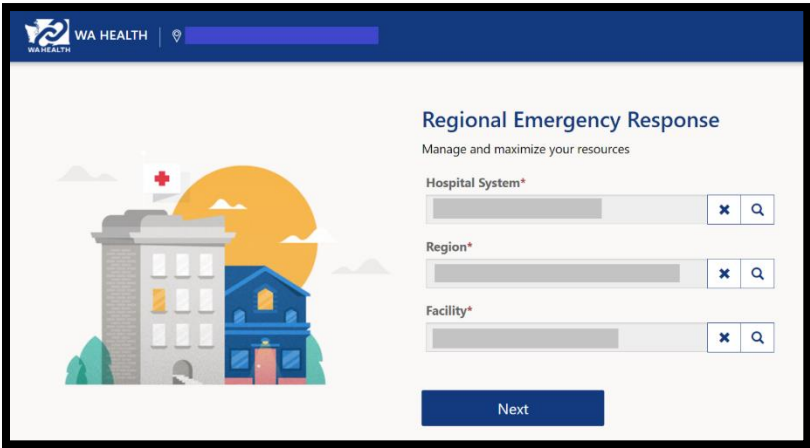 WA HEALTH
WA HEALTH
Regional Emergency Response
Manage and maximize your resources
Hospital System*
Region*
Facility*
Next